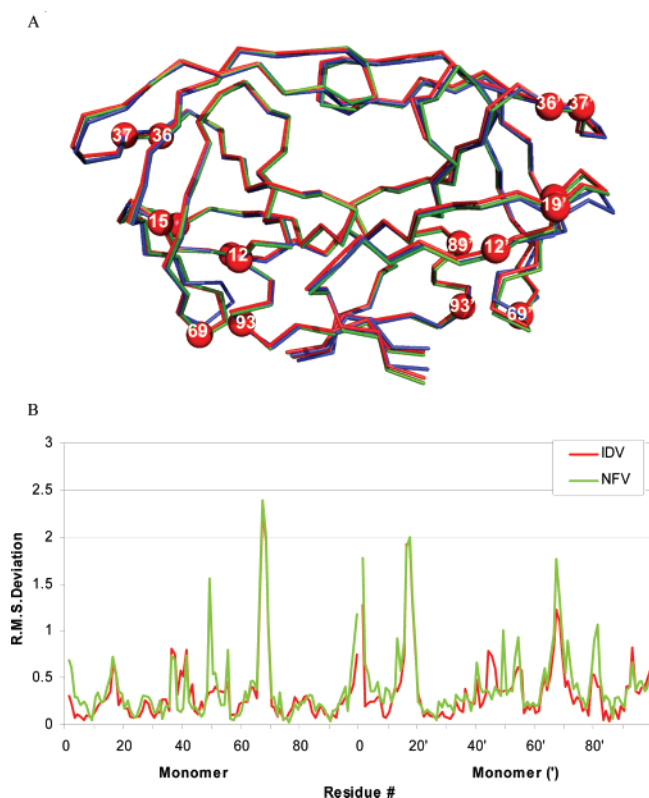 A
37 36 36' 37'
15 19'
12 89' 12'
69 93 93' 69'
B
3
IDV
2.5
NFV
2
R.M.S.Deviation
1.5
1
0.5
0
0 20 40 60 80 0 20' 40' 60' 80'
Monomer Monomer (')
Residue #